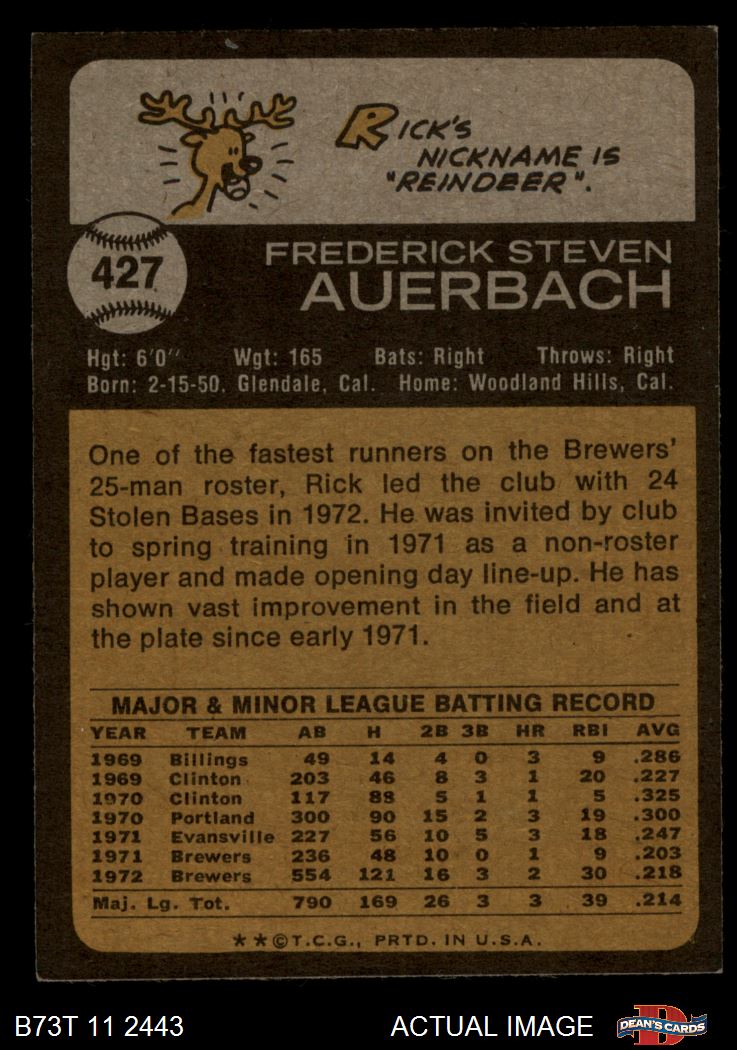 RICK'S
NICKNAME IS
"REINDEER".
427
FREDERICK STEVEN
AUERBACH
Hgt: 6'0" Wgt: 165 Bats: Right Throws: Right
Born: 2-15-50, Glendale, Cal. Home: Woodland Hills, Cal.
One of the fastest runners on the Brewers'
25-man roster, Rick led the club with 24
Stolen Bases in 1972. He was invited by club
to spring training in 1971 as a non-roster
player and made opening day line-up. He has
shown vast improvement in the field and at
the plate since early 1971.
MAJOR & MINOR LEAGUE BATTING RECORD
YEAR TEAM AB H 2B 3B HR RBI AVG
1969 Billings 49 14 4 0 3 9 .286
1969 Clinton 203 46 8 3 1 20 .227
1970 Clinton 117 88 5 1 1 5 .325
1970 Portland 300 90 15 2 3 19 .300
1971 Evansville 227 56 10 5 3 18 .247
1971 Brewers 236 48 10 0 1 9 .203
1972 Brewers 554 121 16 3 2 30 .218
Maj. Lg. Tot. 790 169 26 3 3 39 .214
**©T.C.G., PRTD. IN U.S.A.
B73T 11 2443 ACTUAL IMAGE
D
DEAN'S CARDS